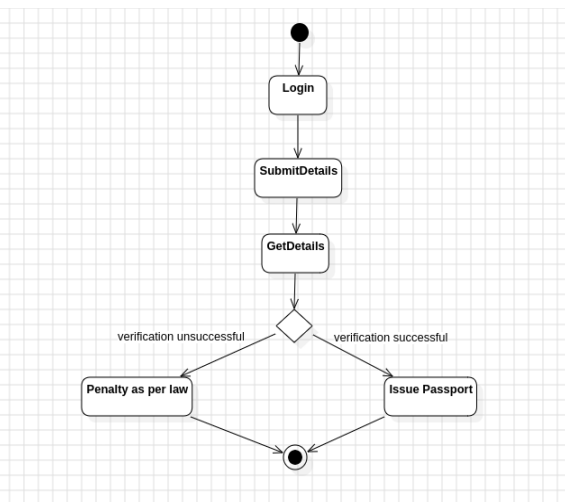 Login
SubmitDetails
GetDetails
verification unsuccessful
verification successful
Penalty as per law
Issue Passport